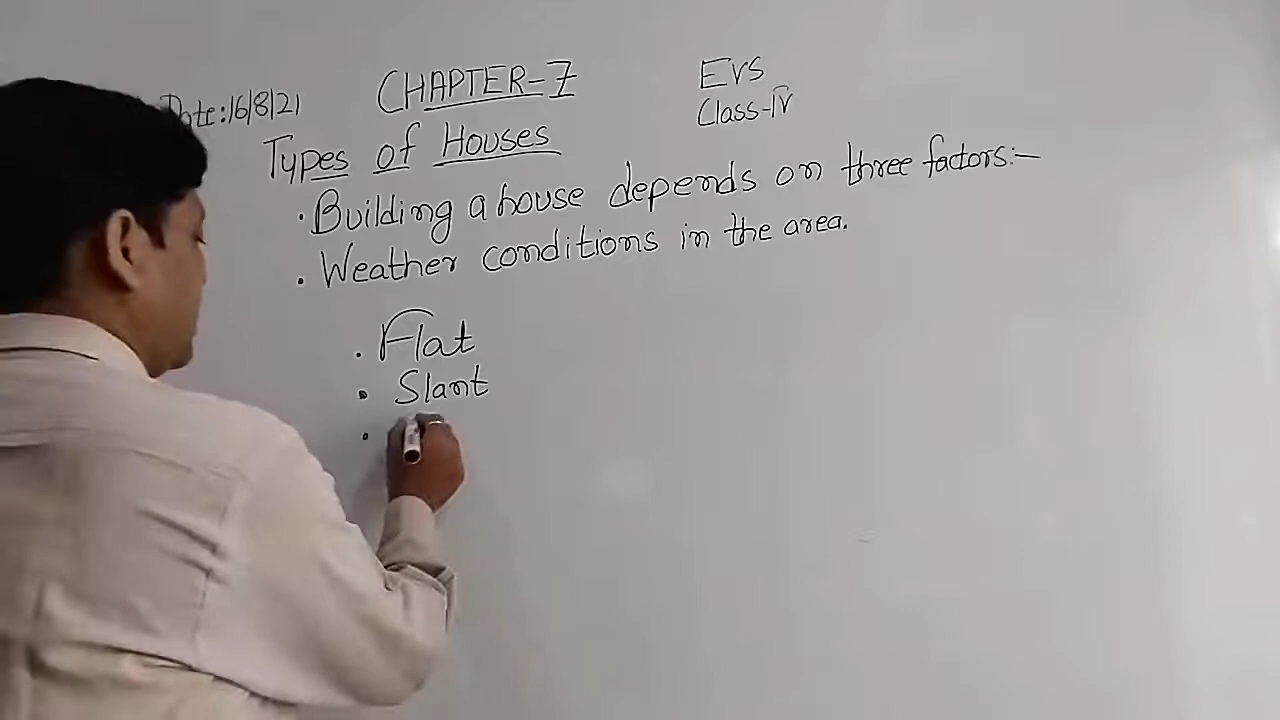 Date:16/8/21
CHAPTER-7
EVS
Class-IV
Types of Houses
• Building a house depends on three factors:-
• Weather conditions in the area.
• Flat
• Slant
•